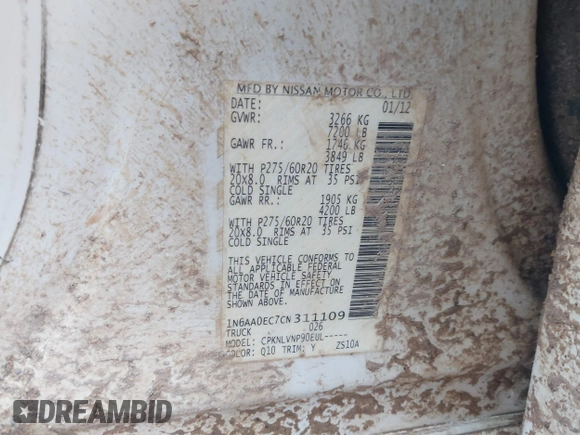 MFD BY NISSAN MOTOR CO., LTD
DATE: 01/12
GVWR: 3266 KG
7200 LB
GAWR FR.: 1746 KG
3849 LB
WITH P275/60R20 TIRES
20X8.0 RIMS AT 35 PSI
COLD SINGLE
GAWR RR.: 1905 KG
4200 LB
WITH P275/60R20 TIRES
20X8.0 RIMS AT 35 PSI
COLD SINGLE
THIS VEHICLE CONFORMS TO
ALL APPLICABLE FEDERAL
MOTOR VEHICLE SAFETY
STANDARDS IN EFFECT ON
THE DATE OF MANUFACTURE
SHOWN ABOVE.
1N6AA0EC7CN311109
TRUCK 026
MODEL: CPKNLVNP90EUL-----
COLOR: Q10 TRIM: Y ZS10A
DREAMBID